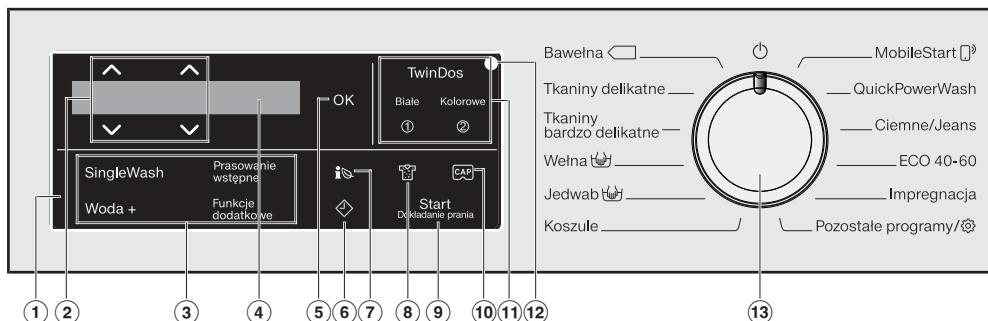 OK
TwinDos
Białe Kolorowe
① ②
SingleWash
Prasowanie
wstępne
Woda +
Funkcje
dodatkowe
CAP
Start
Dokładanie prania
Bawełna
Tkaniny delikatne
Tkaniny
bardzo delikatne
Wełna
Jedwab
Koszule
MobileStart
QuickPowerWash
Ciemne/Jeans
ECO 40-60
Impregnacja
Pozostałe programy/
① ② ③ ④ ⑤ ⑥ ⑦ ⑧ ⑨ ⑩ ⑪ ⑫ ⑬